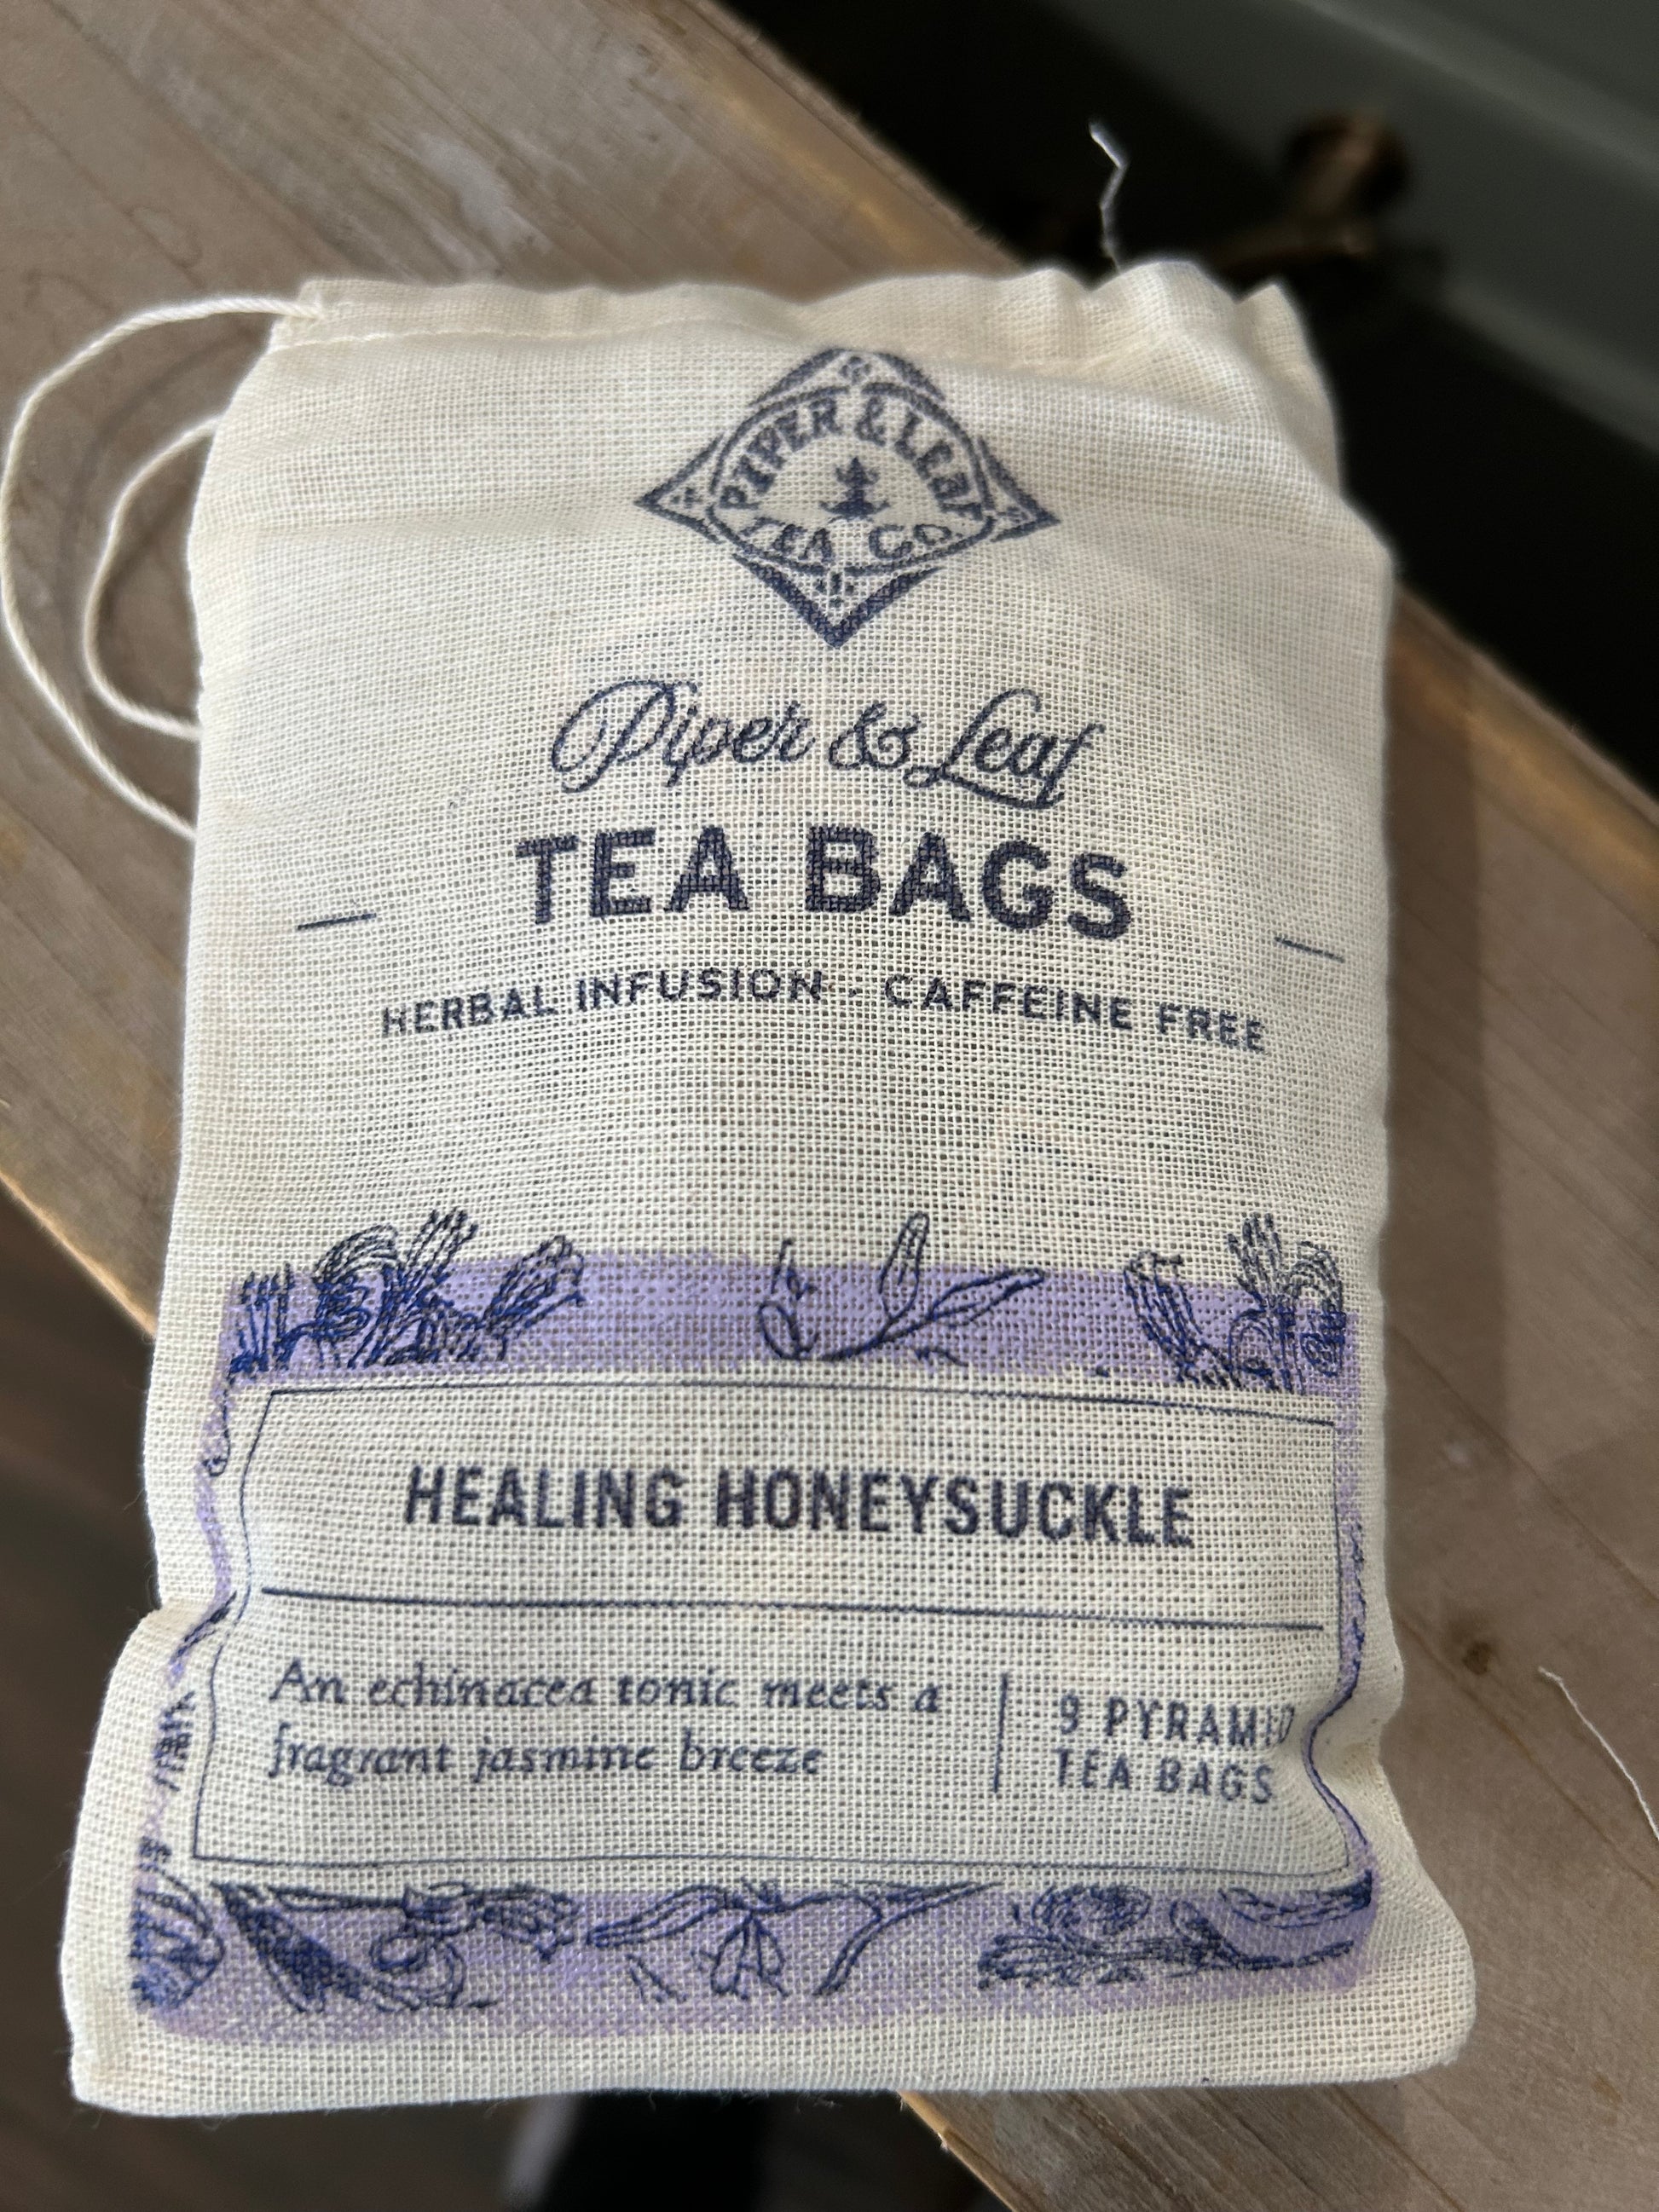 PIPER & LEAF
TEA CO.
Piper & Leaf
TEA BAGS
HERBAL INFUSION - CAFFEINE FREE
HEALING HONEYSUCKLE
An echinacea tonic meets a
fragrant jasmine breeze
9 PYRAMID
TEA BAGS